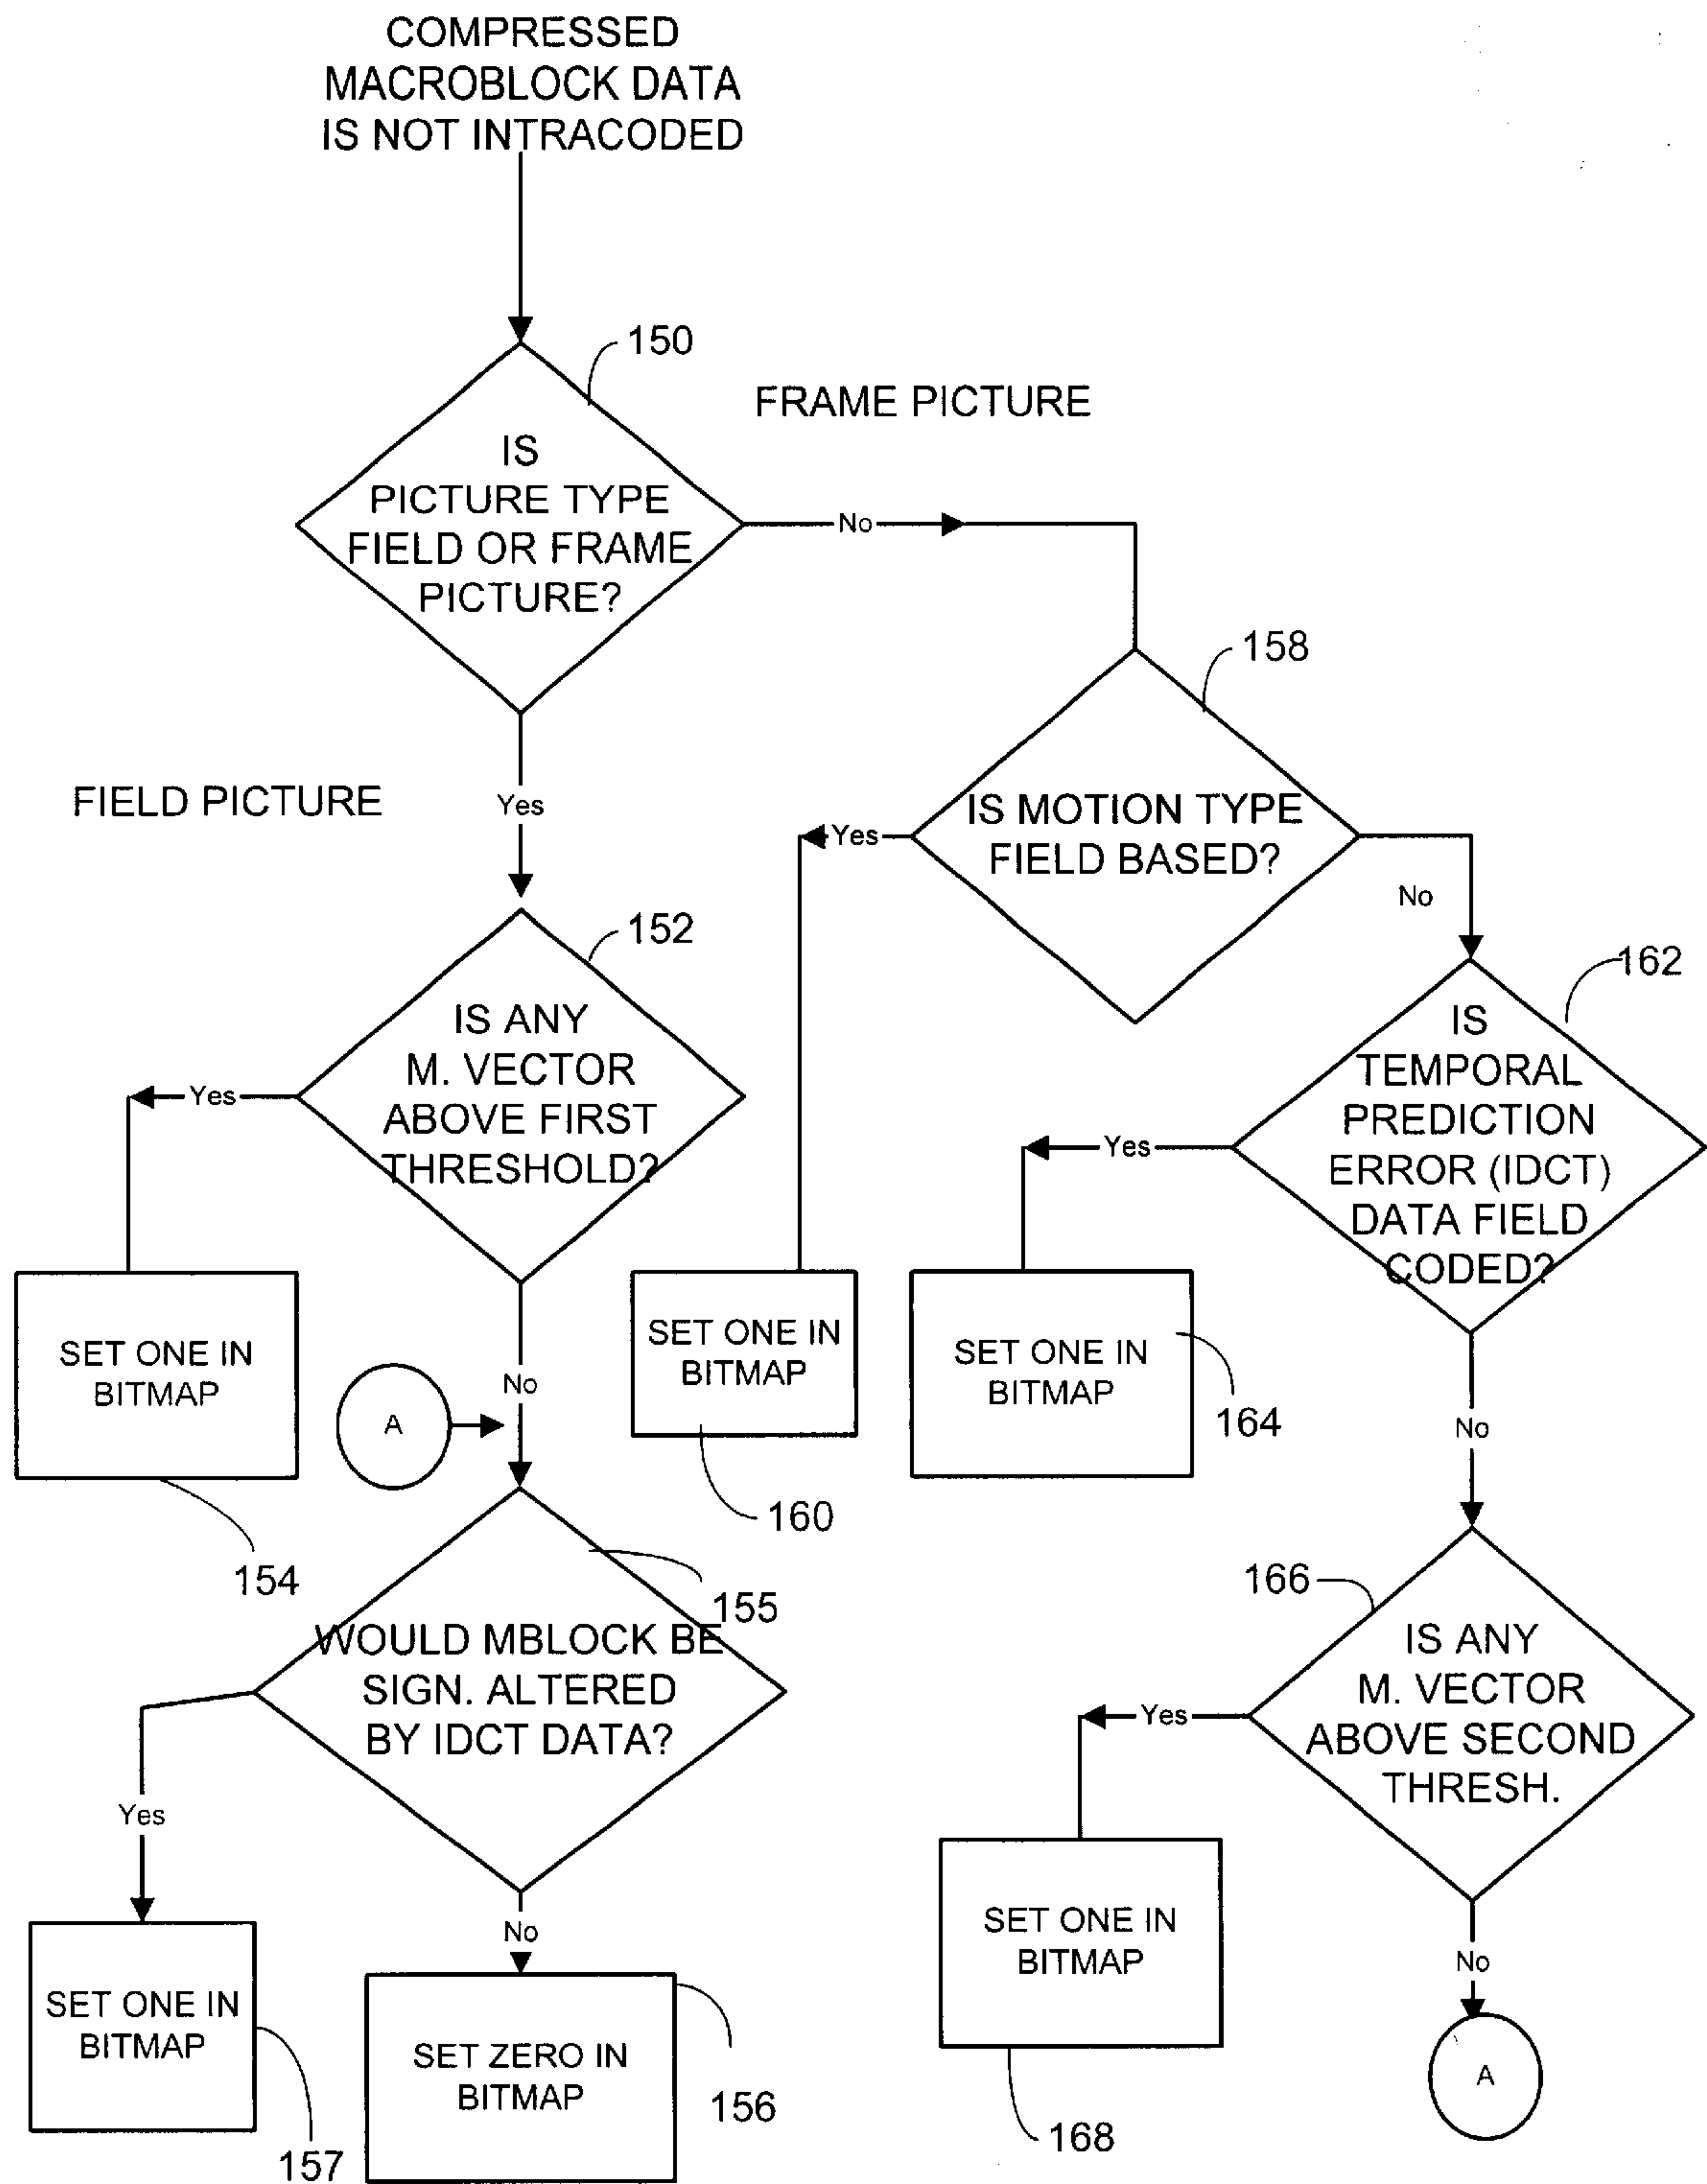 COMPRESSED
MACROBLOCK DATA
IS NOT INTRACODED
150
FRAME PICTURE
IS
PICTURE TYPE
FIELD OR FRAME
PICTURE?
No
158
FIELD PICTURE
Yes
IS MOTION TYPE
FIELD BASED?
Yes
No
152
IS ANY
M. VECTOR
ABOVE FIRST
THRESHOLD?
Yes
162
IS
TEMPORAL
PREDICTION
ERROR (IDCT)
DATA FIELD
CODED?
Yes
SET ONE IN
BITMAP
154
No
A
SET ONE IN
BITMAP
160
SET ONE IN
BITMAP
164
No
155
WOULD MBLOCK BE
SIGN. ALTERED
BY IDCT DATA?
166
IS ANY
M. VECTOR
ABOVE SECOND
THRESH.
Yes
Yes
No
SET ONE IN
BITMAP
157
SET ZERO IN
BITMAP
156
SET ONE IN
BITMAP
168
No
A